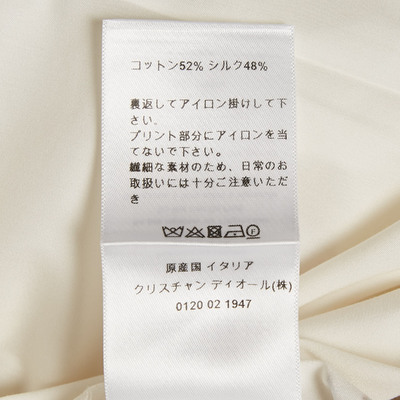 コットン52% シルク48%
裏返してアイロン掛けして下
さい。
プリント部分にアイロンを当
てないで下さい。
繊細な素材のため、日常のお
取扱いには十分ご注意いただ
き
原産国 イタリア
クリスチャン ディオール(株)
0120 02 1947